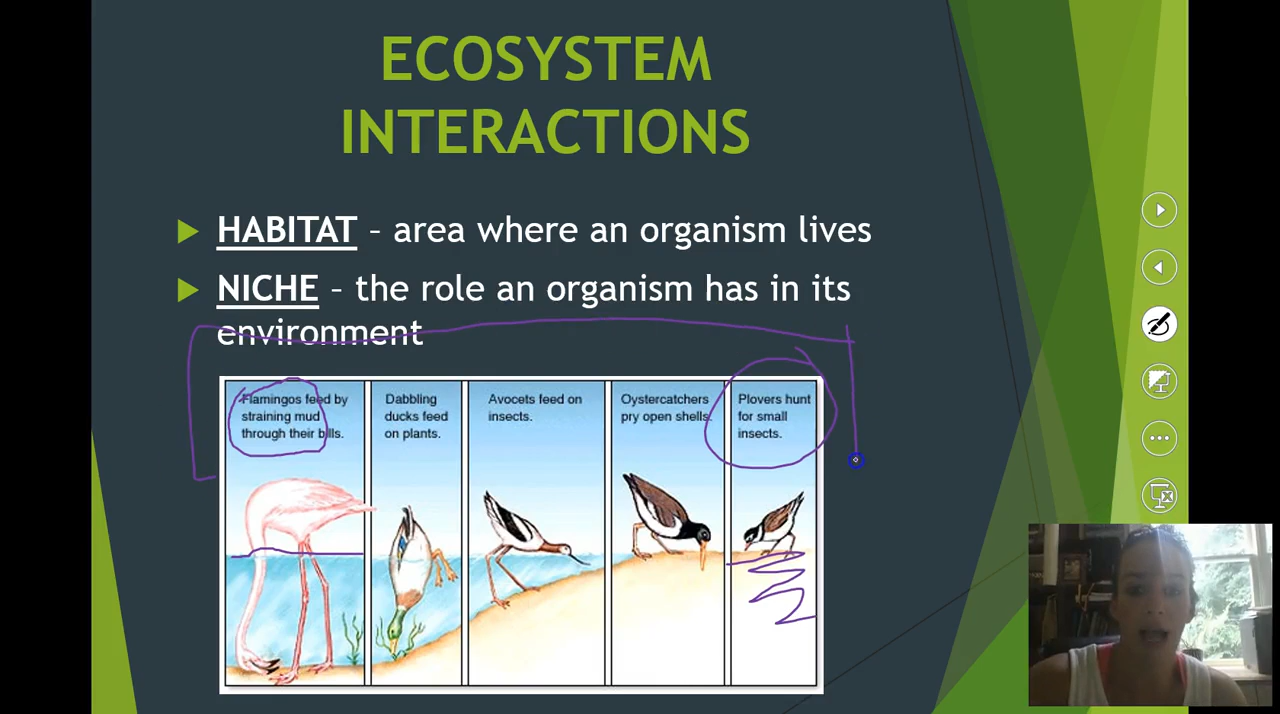 ECOSYSTEM
INTERACTIONS
HABITAT – area where an organism lives
NICHE – the role an organism has in its
environment
Flamingos feed by
straining mud
through their bills.
Dabbling
ducks feed
on plants.
Avocets feed on
insects.
Oystercatchers
pry open shells.
Plovers hunt
for small
insects.